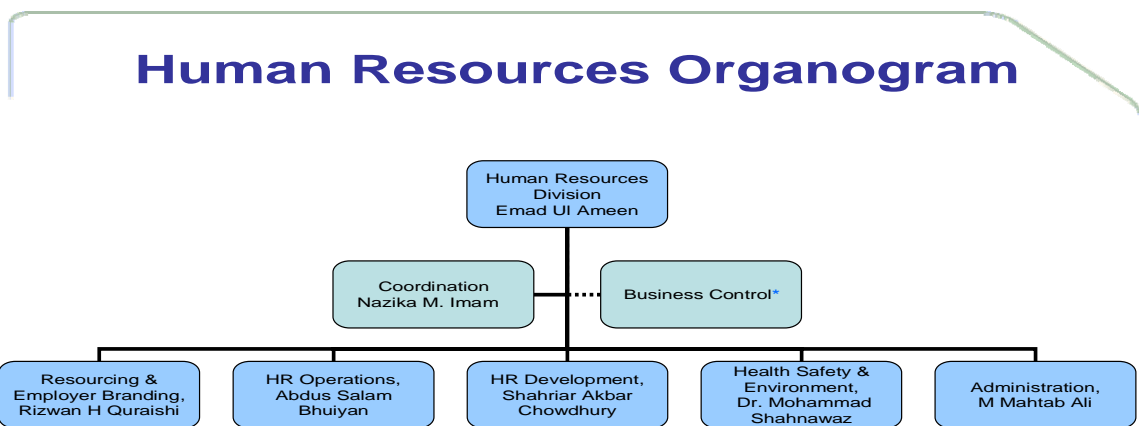 Human Resources Organogram
Human Resources
Division
Emad Ul Ameen
Coordination
Nazika M. Imam
Business Control*
Resourcing &
Employer Branding,
Rizwan H Quraishi
HR Operations,
Abdus Salam
Bhuiyan
HR Development,
Shahriar Akbar
Chowdhury
Health Safety &
Environment,
Dr. Mohammad
Shahnawaz
Administration,
M Mahtab Ali